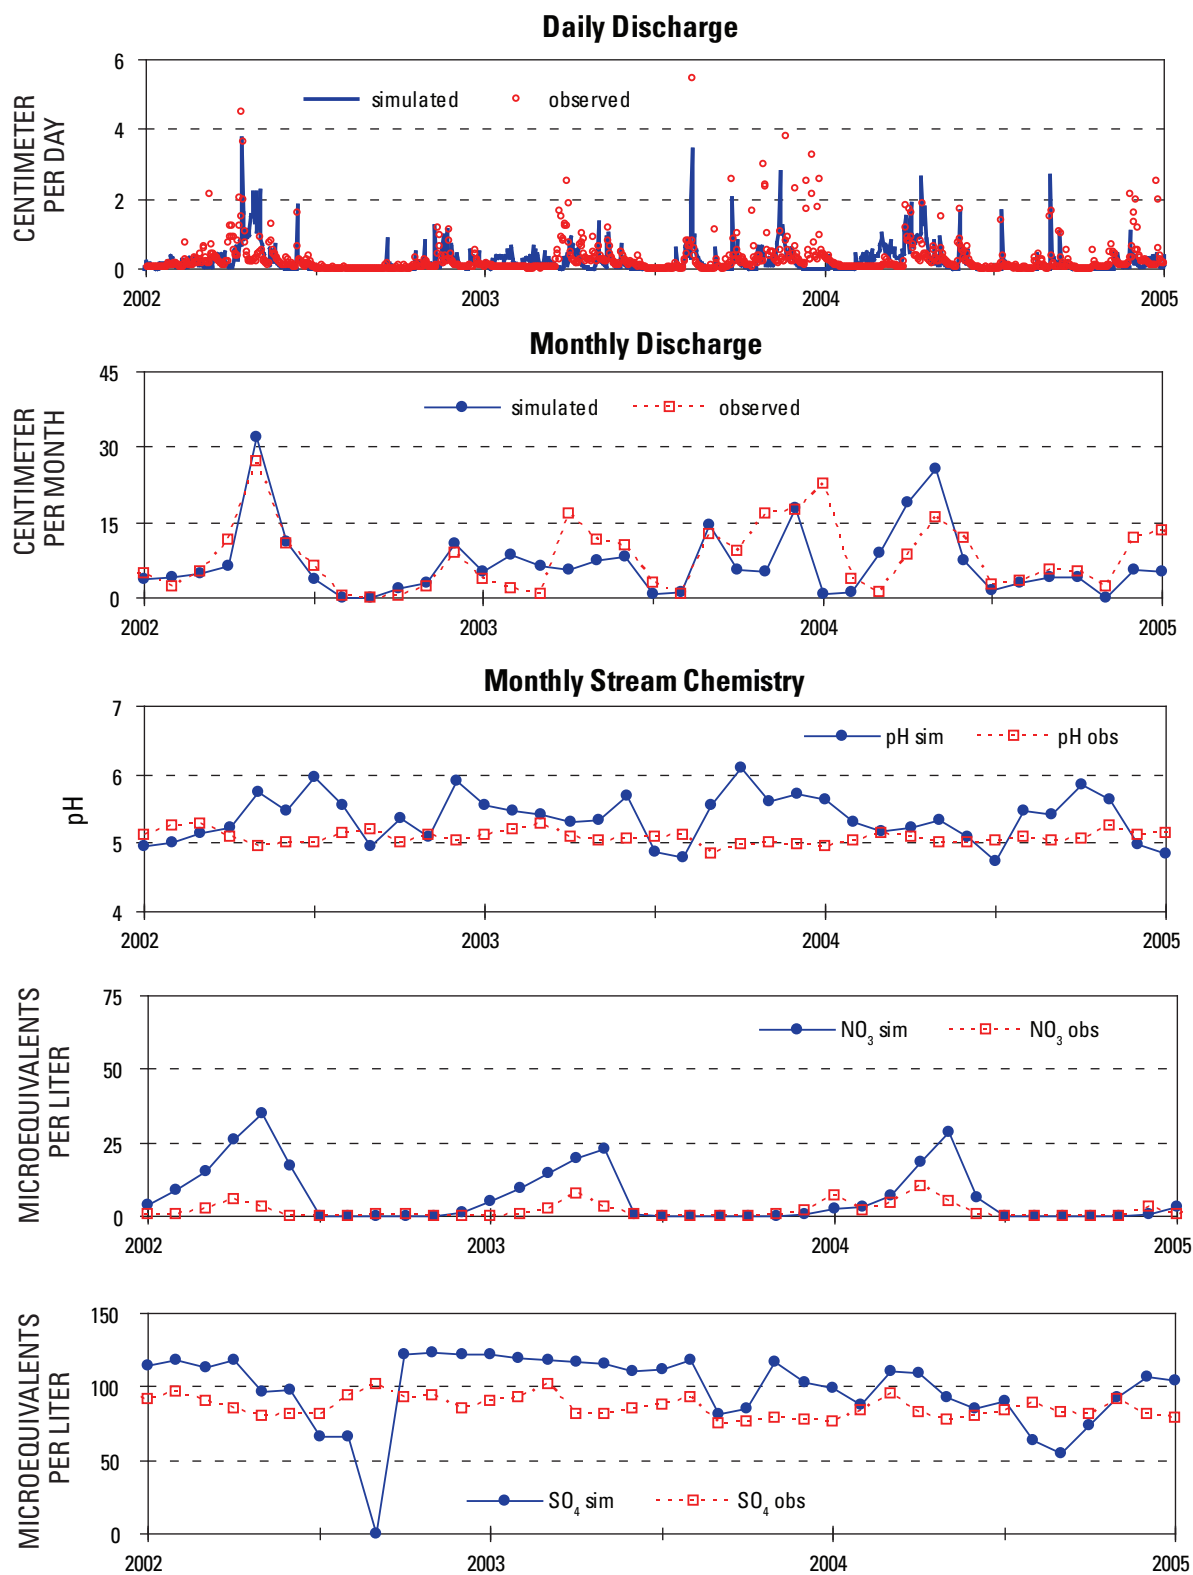 Daily Discharge
CENTIMETER
PER DAY
6
4
2
0
simulated
observed
2002
2003
2004
2005
Monthly Discharge
CENTIMETER
PER MONTH
45
30
15
0
simulated
observed
2002
2003
2004
2005
Monthly Stream Chemistry
pH
7
6
5
4
pH sim
pH obs
2002
2003
2004
2005
MICROEQUIVALENTS
PER LITER
75
50
25
0
NO₃ sim
NO₃ obs
2002
2003
2004
2005
MICROEQUIVALENTS
PER LITER
150
100
50
0
SO₄ sim
SO₄ obs
2002
2003
2004
2005